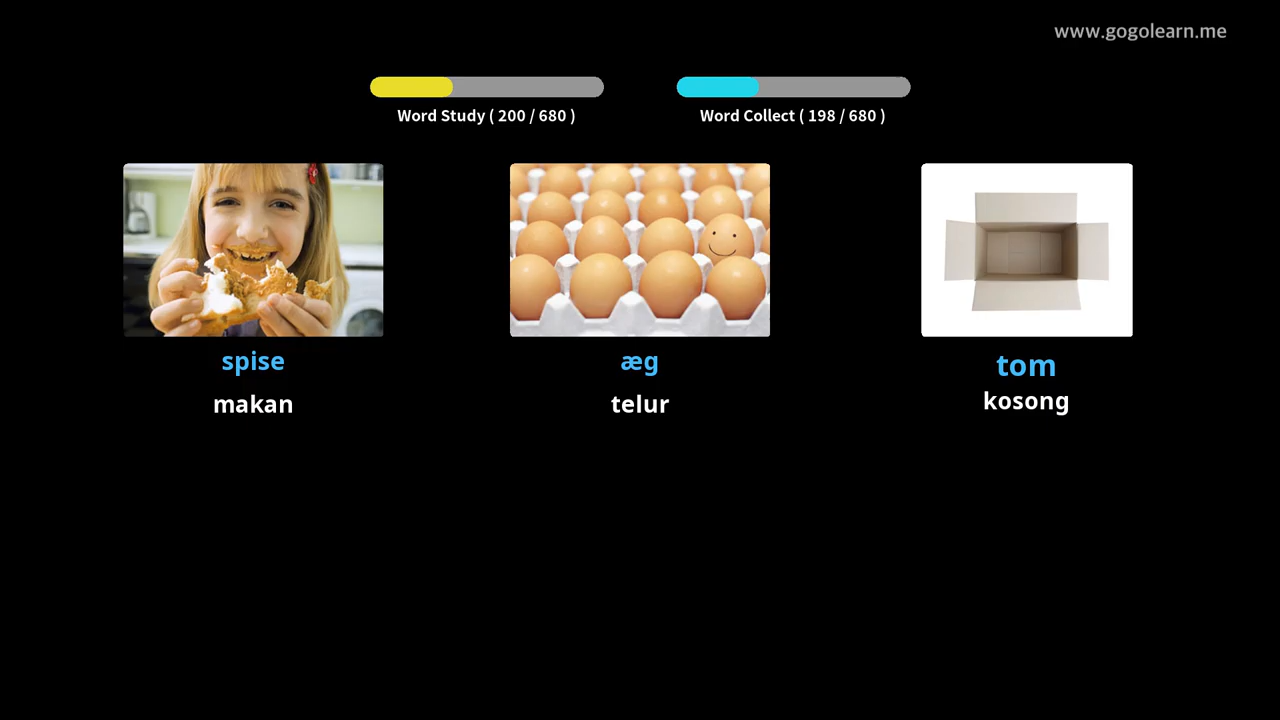 www.gogolearn.me
Word Study ( 200 / 680 )
Word Collect ( 198 / 680 )
spise
æg
tom
makan
telur
kosong